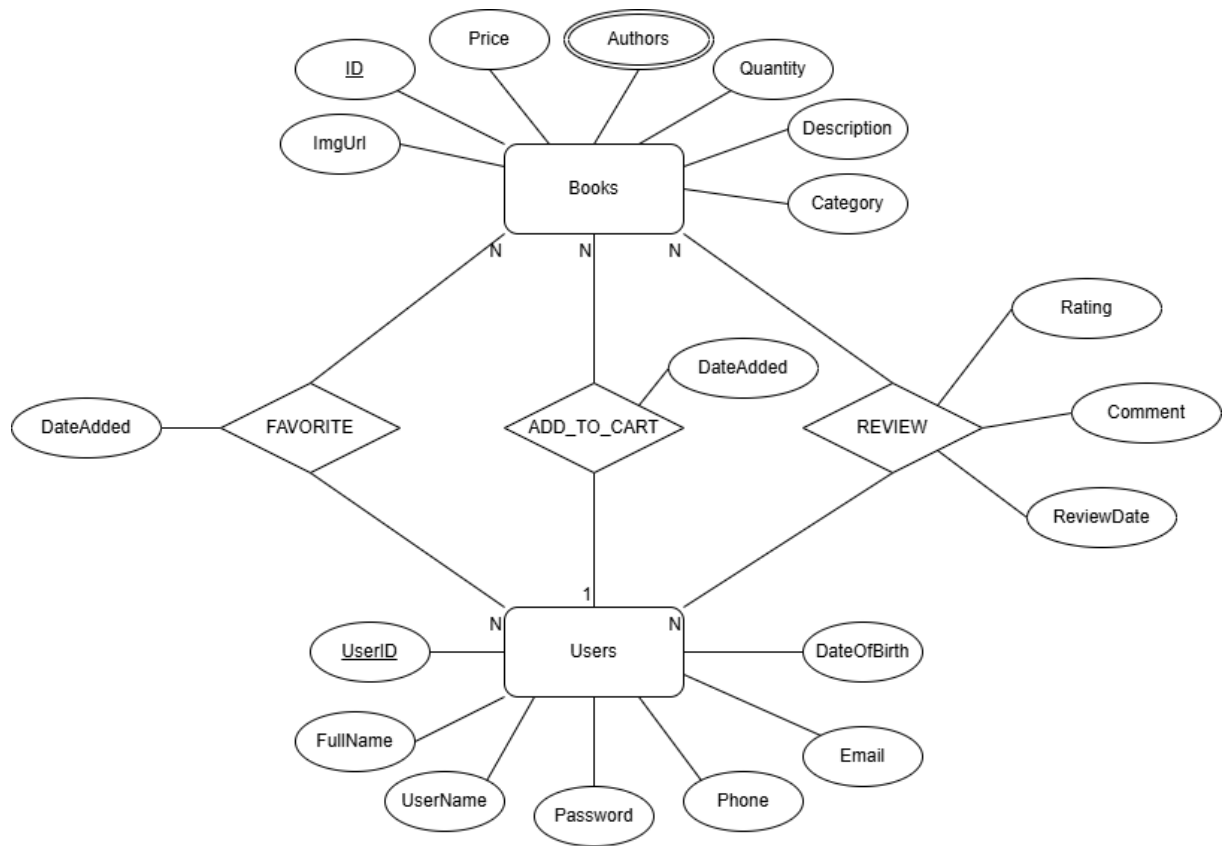 Price
Authors
ID
Quantity
ImgUrl
Description
Books
Category
N
N
N
Rating
DateAdded
Comment
DateAdded
FAVORITE
ADD_TO_CART
REVIEW
ReviewDate
1
N
N
UserID
Users
DateOfBirth
FullName
Email
UserName
Password
Phone